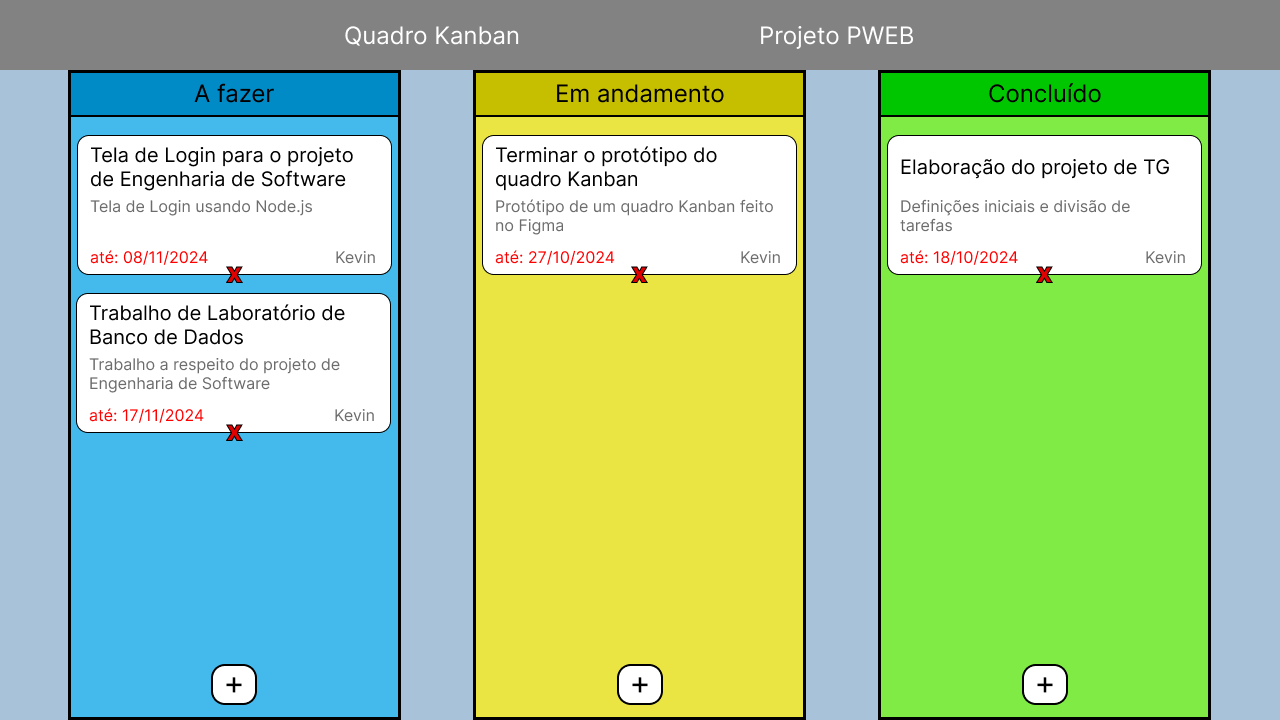 Quadro Kanban
Projeto PWEB
A fazer
Tela de Login para o projeto
de Engenharia de Software
Tela de Login usando Node.js
até: 08/11/2024
Kevin
X
Trabalho de Laboratório de
Banco de Dados
Trabalho a respeito do projeto de
Engenharia de Software
até: 17/11/2024
Kevin
X
+
Em andamento
Terminar o protótipo do
quadro Kanban
Protótipo de um quadro Kanban feito
no Figma
até: 27/10/2024
Kevin
X
+
Concluído
Elaboração do projeto de TG
Definições iniciais e divisão de
tarefas
até: 18/10/2024
Kevin
X
+